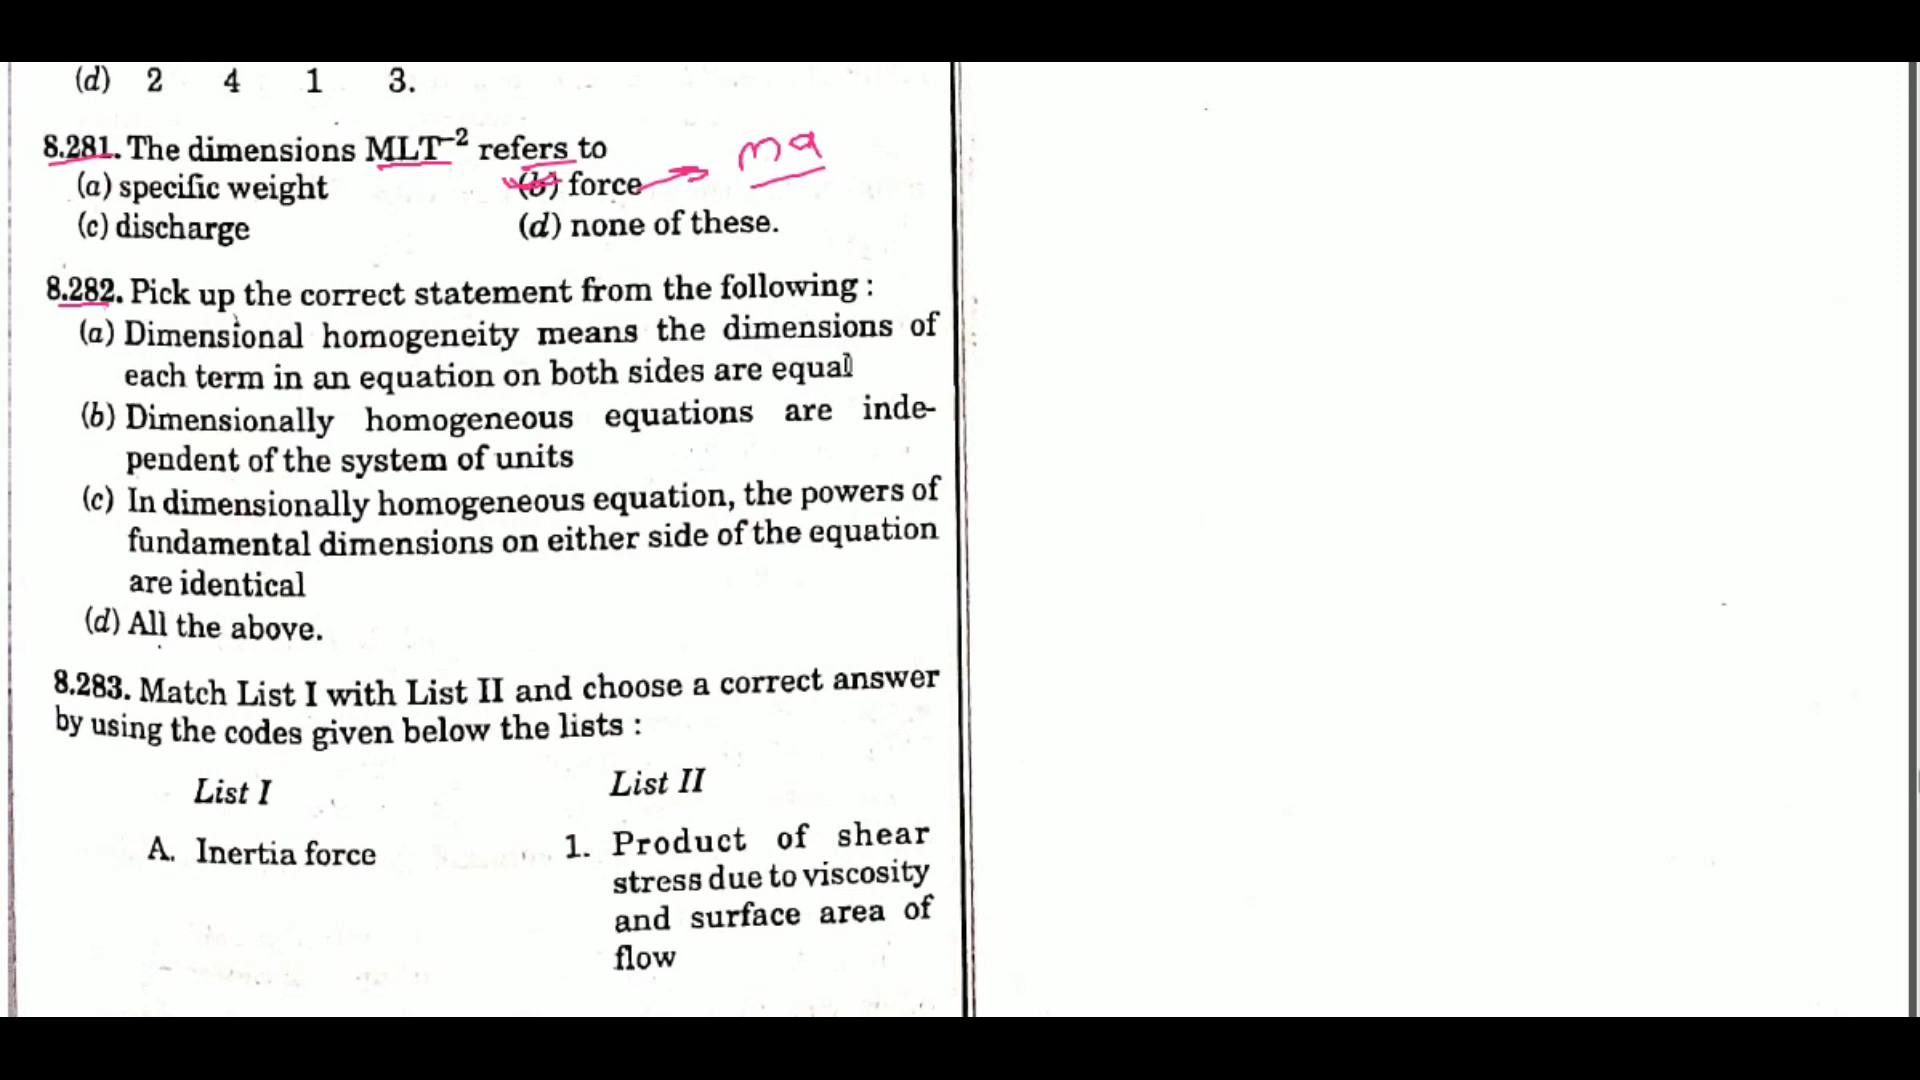 (d) 2 4 1 3.
8.281. The dimensions MLT⁻² refers to
ma
(a) specific weight (b) force
(c) discharge (d) none of these.
8.282. Pick up the correct statement from the following :
(a) Dimensional homogeneity means the dimensions of
each term in an equation on both sides are equal
(b) Dimensionally homogeneous equations are inde-
pendent of the system of units
(c) In dimensionally homogeneous equation, the powers of
fundamental dimensions on either side of the equation
are identical
(d) All the above.
8.283. Match List I with List II and choose a correct answer
by using the codes given below the lists :
List I List II
A. Inertia force 1. Product of shear
stress due to viscosity
and surface area of
flow